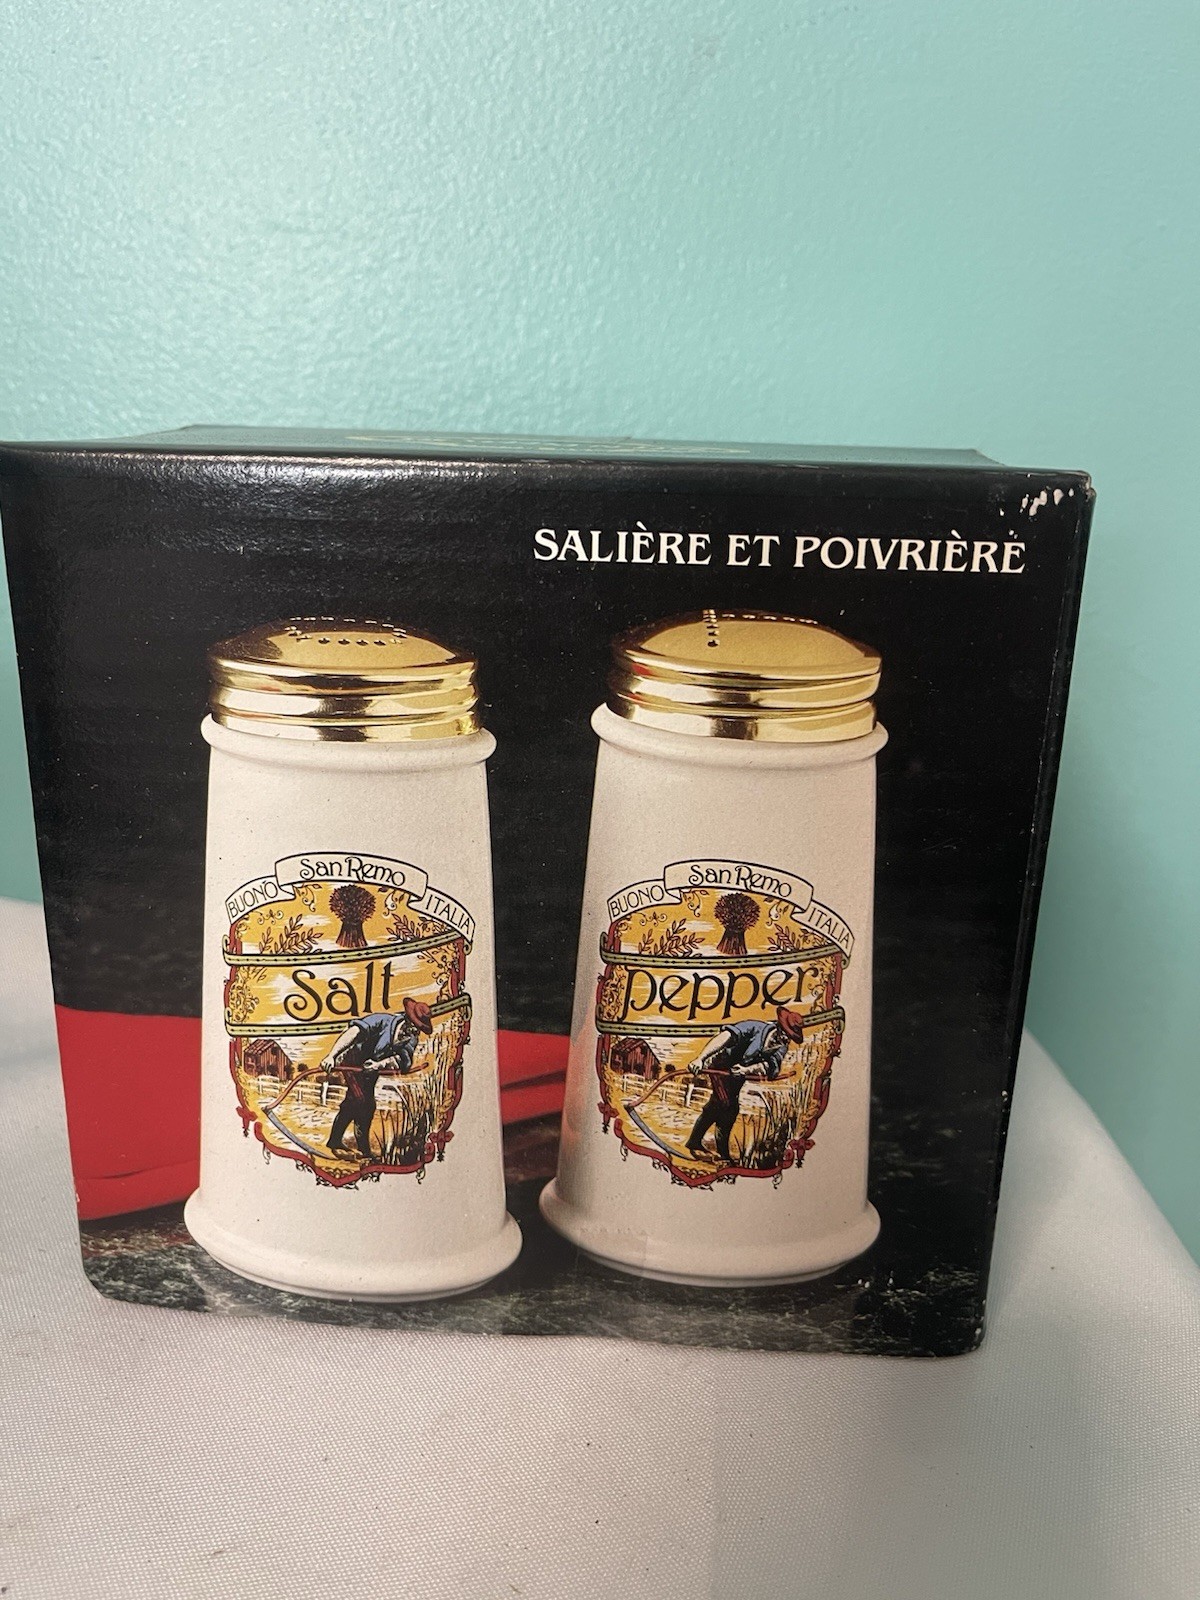 SALIÈRE ET POIVRIÈRE
San Remo
BUONO ITALIA
Salt
San Remo
BUONO ITALIA
pepper